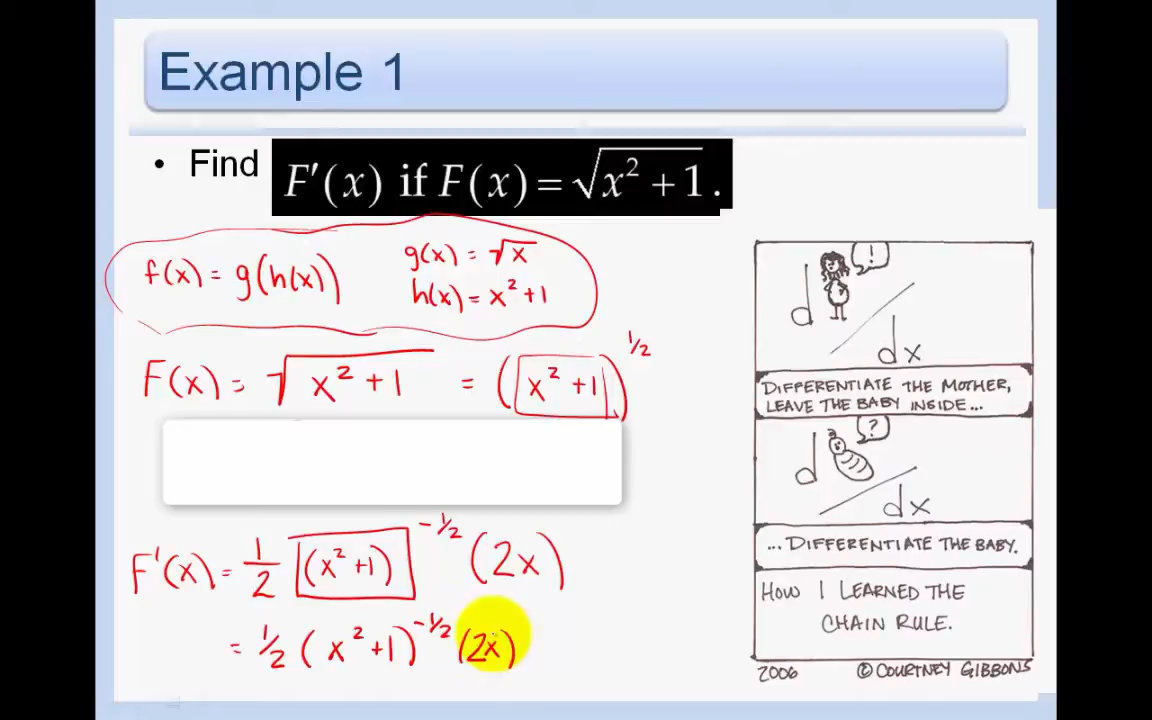 Example 1
• Find F′(x) if F(x) = √x² + 1 .
f(x) = g(h(x))
g(x) = √x
h(x) = x² + 1
F(x) = √x² + 1 = (x² + 1)^½
F'(x) = 1/2 (x² + 1)^-½ (2x)
= ½ (x² + 1)^-½ (2x)
d
!
dx
DIFFERENTIATE THE MOTHER,
LEAVE THE BABY INSIDE...
d
?
dx
...DIFFERENTIATE THE BABY.
HOW I LEARNED THE
CHAIN RULE.
2006 © COURTNEY GIBBONS